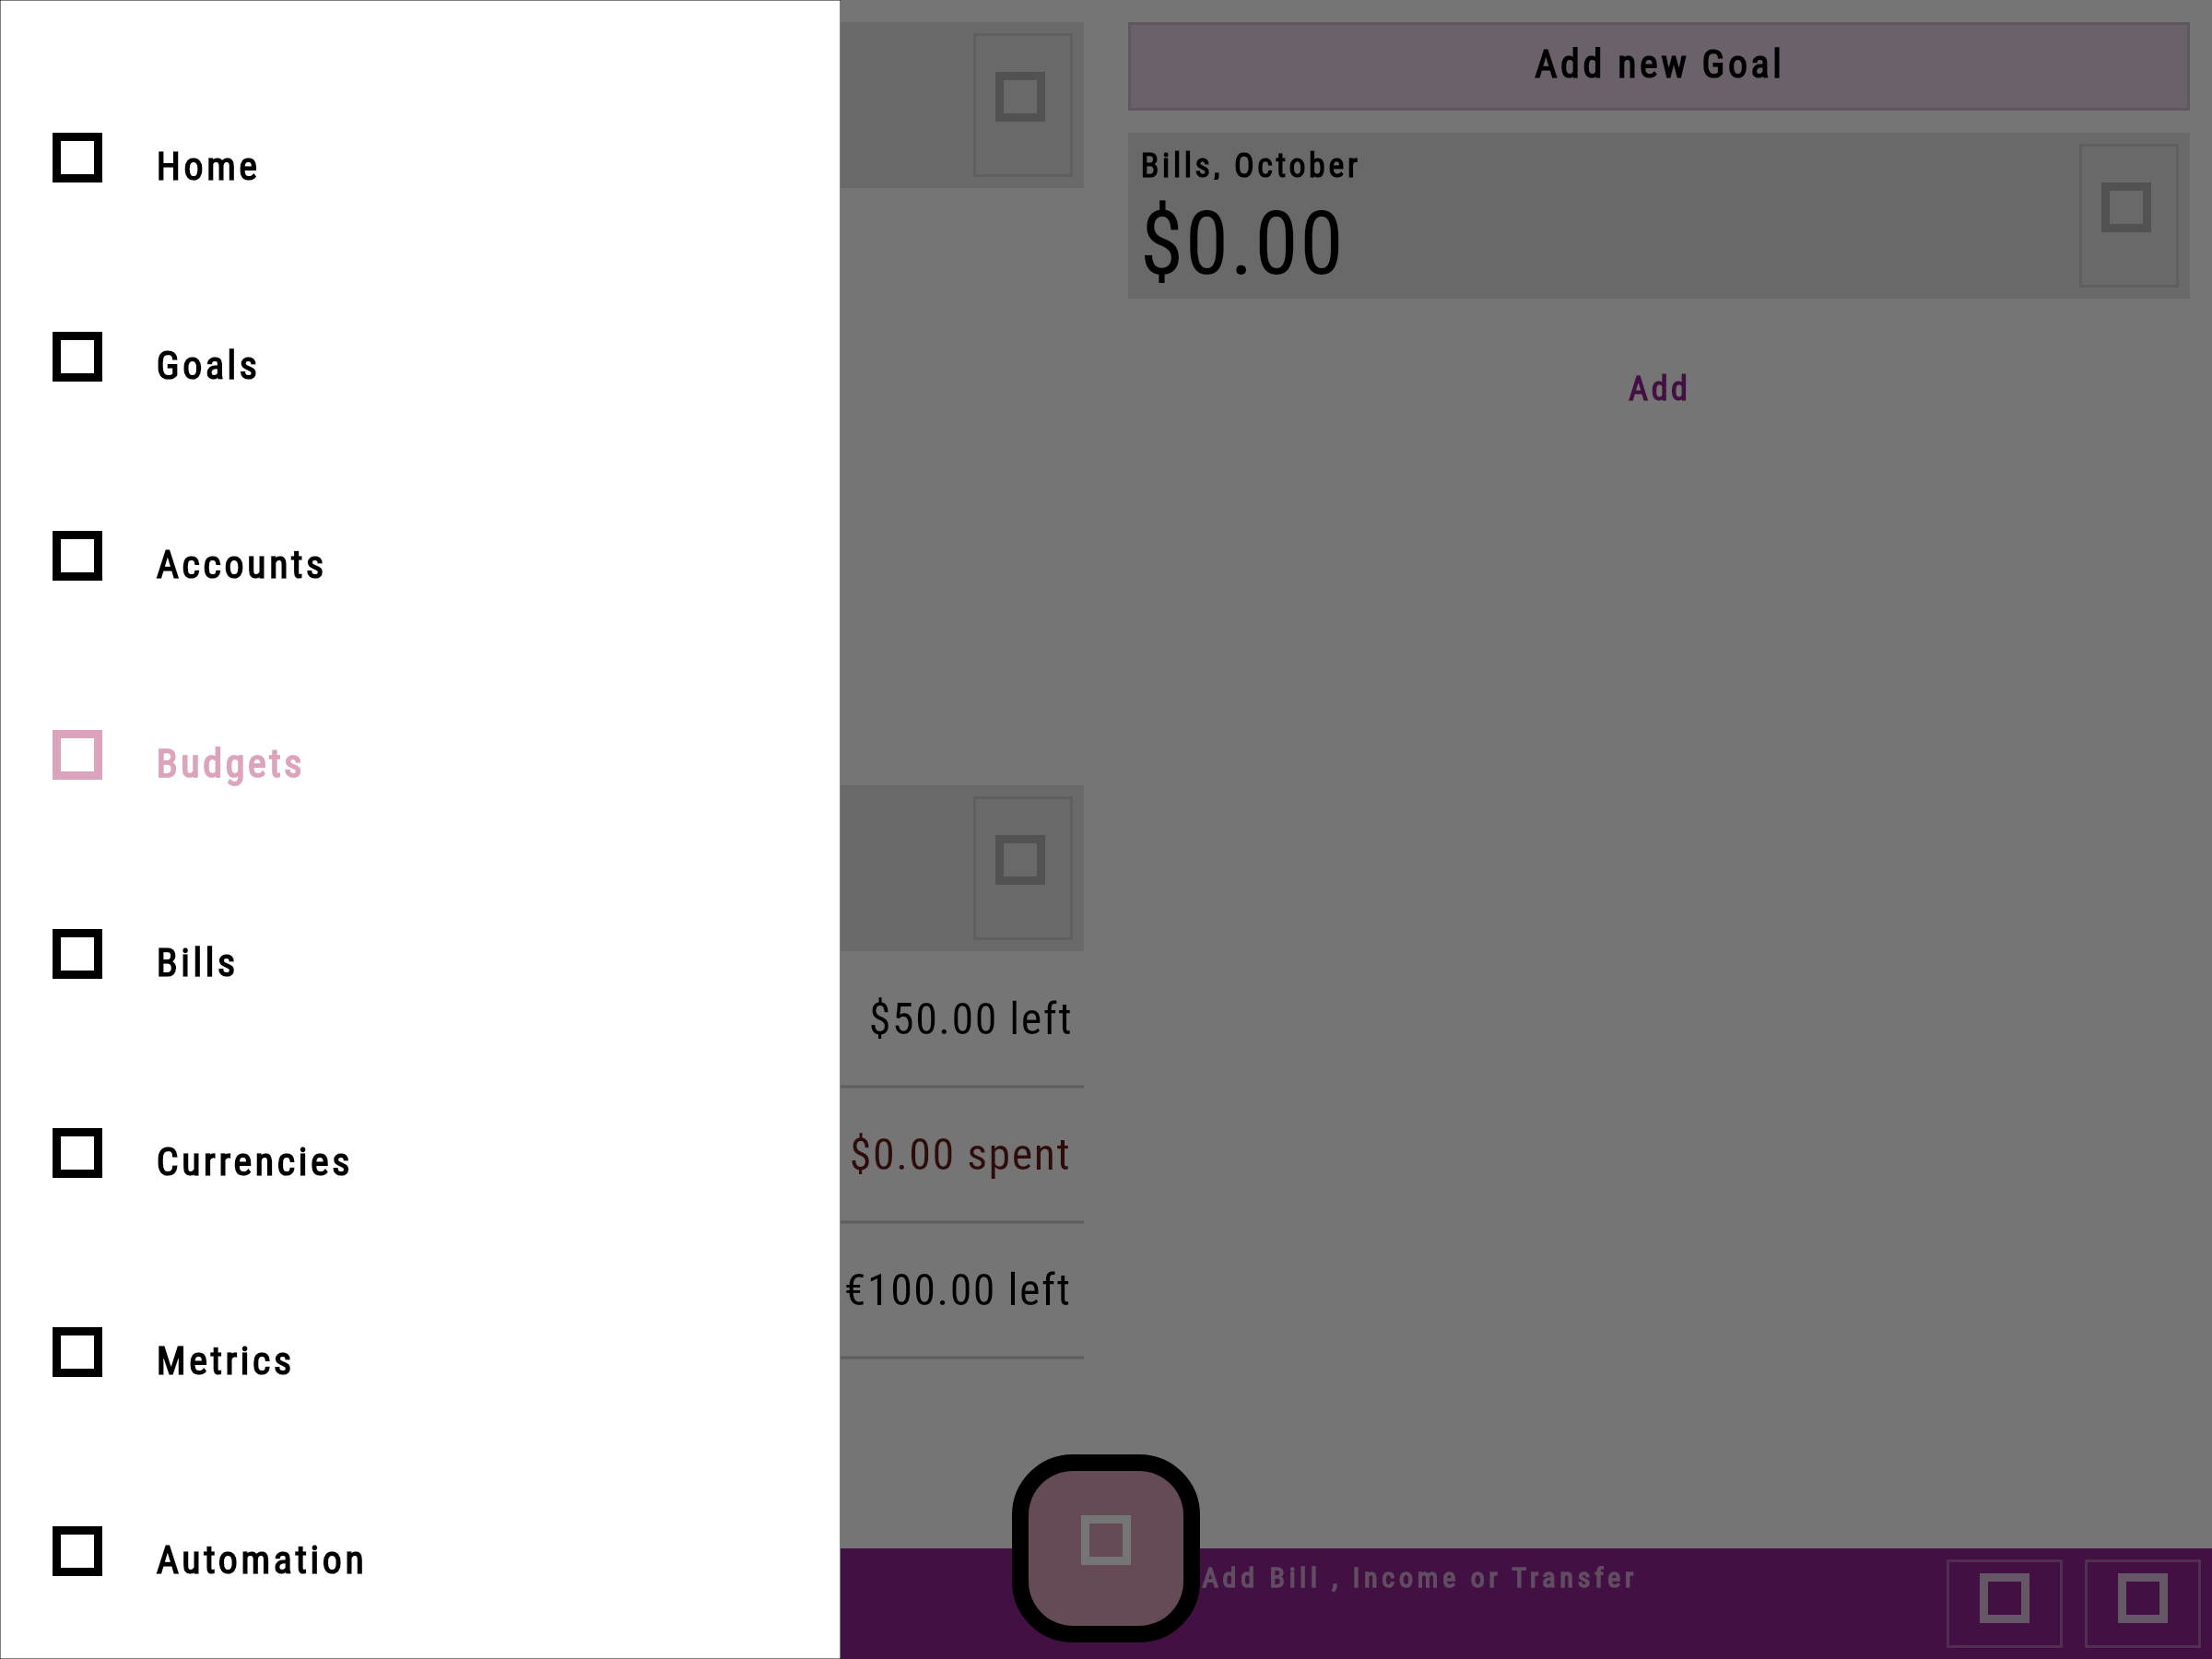 Home
Goals
Accounts
Budgets
Bills
Currencies
Metrics
Automation
$50.00 left
$0.00 spent
€100.00 left
Add new Goal
Bills, October
$0.00
Add
Add Bill , Income or Transfer